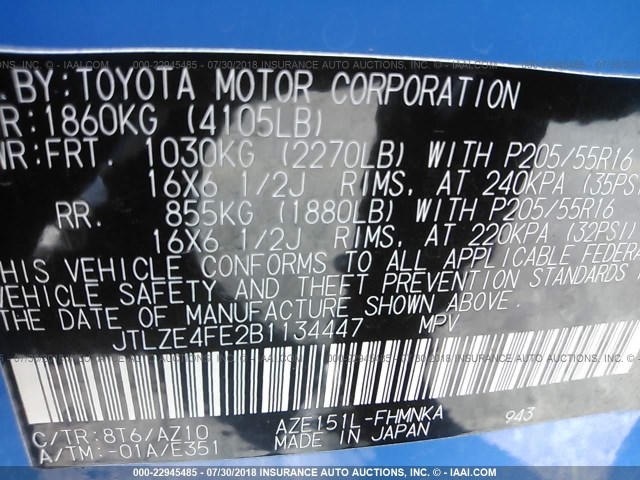 000-22945485 - 07/30/2018 - INSURANCE AUTO AUCTIONS - © IAAI.COM
BY: TOYOTA MOTOR CORPORATION
R: 1860KG (4105LB)
WR: FRT. 1030KG (2270LB) WITH P205/55R16
16X6 1/2J RIMS, AT 240KPA (35PS
RR. 855KG (1880LB) WITH P205/55R16
16X6 1/2J RIMS, AT 220KPA (32PSI)
HIS VEHICLE CONFORMS TO ALL APPLICABLE FEDERA
VEHICLE SAFETY AND THEFT PREVENTION STANDARDS
THE DATE OF MANUFACTURE SHOWN ABOVE.
JTLZE4FE2B1134447 MPV
C/TR: 8T6/AZ10 AZE151L-FHMNKA 943
A/TM: -01A/E351 MADE IN JAPAN
000-22945485 - 07/30/2018 - INSURANCE AUTO AUCTIONS - © IAAI.COM